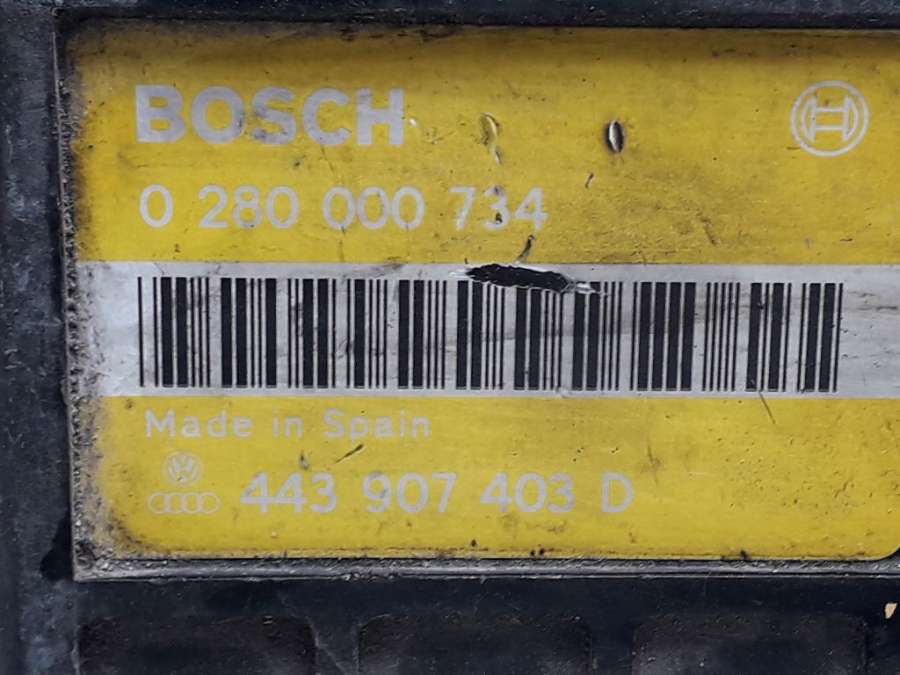 BOSCH
0 280 000 734
Made in Spain
443 907 403 D